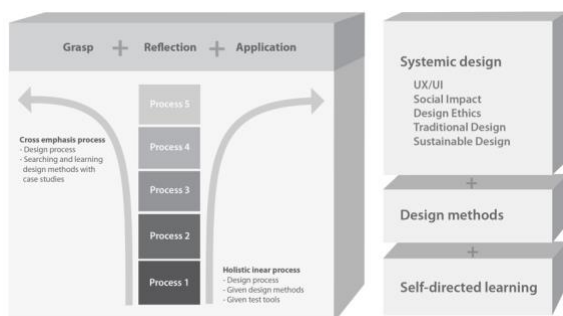 Grasp + Reflection + Application
Process 5
Process 4
Process 3
Process 2
Process 1
Cross emphasis process
- Design process
- Searching and learning
design methods with
case studies
Holistic inear process
- Design process
- Given design methods
- Given test tools
Systemic design
UX/UI
Social Impact
Design Ethics
Traditional Design
Sustainable Design
+
Design methods
+
Self-directed learning